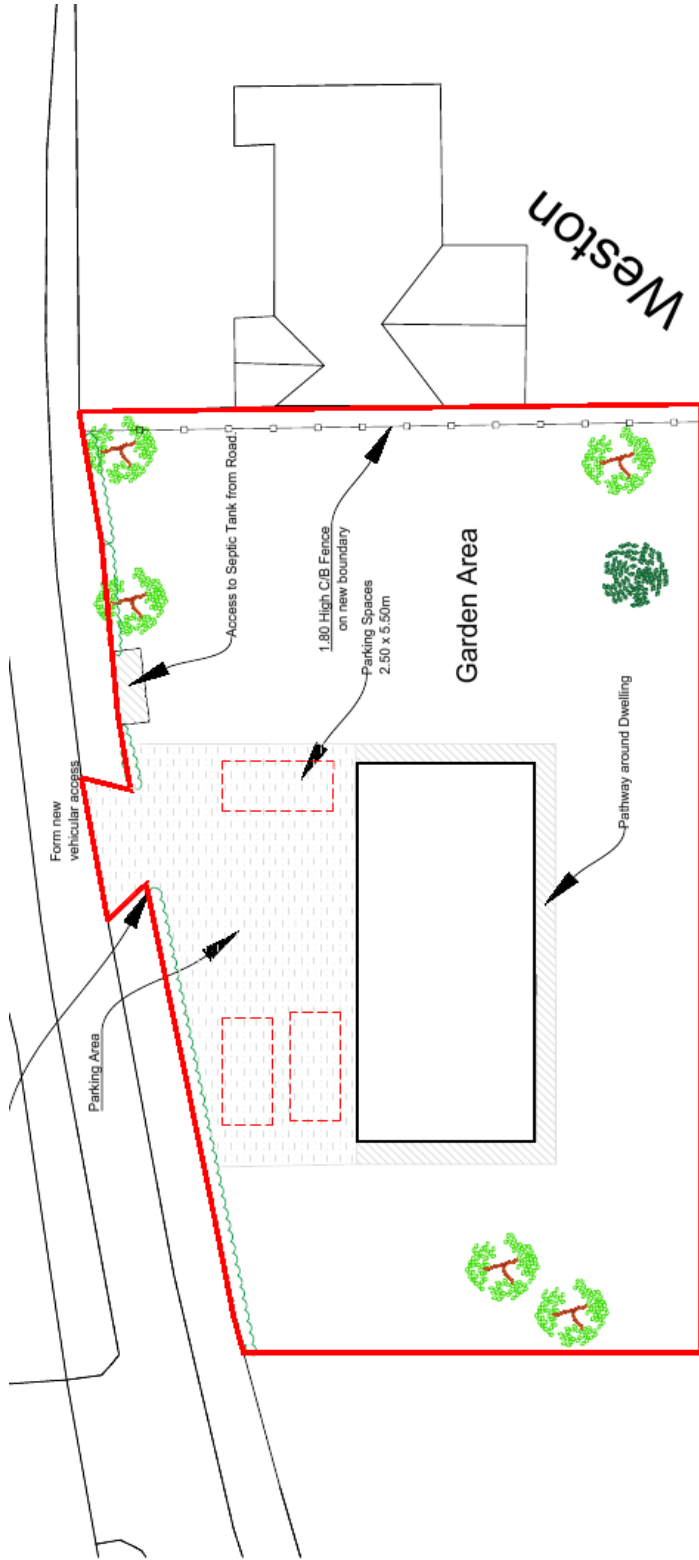 Weston
Access to Septic Tank from Road.
1.80 High C/B Fence
on new boundary
Parking Spaces
2.50 x 5.50m
Garden Area
Form new
vehicular access
Pathway around Dwelling
Parking Area